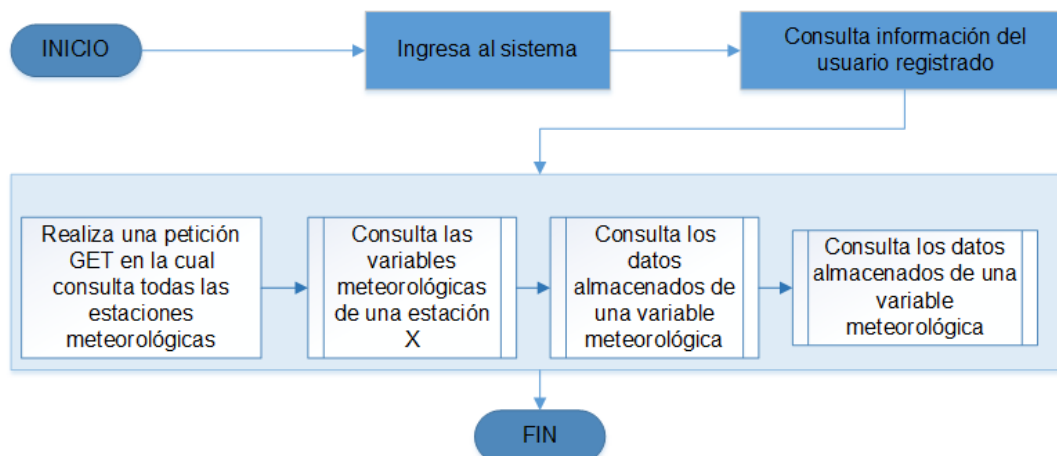 INICIO
Ingresa al sistema
Consulta información del
usuario registrado
Realiza una petición
GET en la cual
consulta todas las
estaciones
meteorológicas
Consulta las
variables
meteorológicas
de una estación
X
Consulta los
datos
almacenados de
una variable
meteorológica
Consulta los datos
almacenados de una
variable
meteorológica
FIN